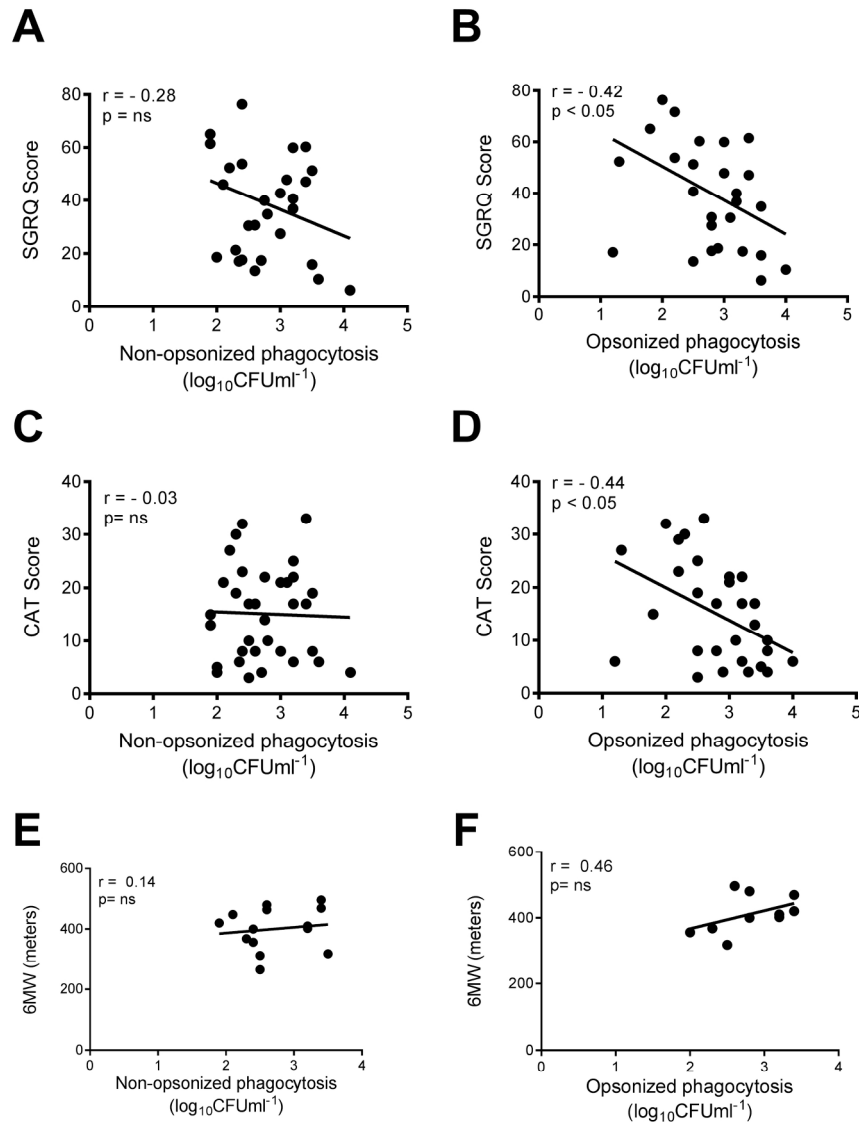 A
r = - 0.28
p = ns
80
60
40
20
0
SGRQ Score
0 1 2 3 4 5
Non-opsonized phagocytosis
(log₁₀CFUml⁻¹)
B
r = - 0.42
p < 0.05
80
60
40
20
0
SGRQ Score
0 1 2 3 4 5
Opsonized phagocytosis
(log₁₀CFUml⁻¹)
C
r = - 0.03
p= ns
40
30
20
10
0
CAT Score
0 1 2 3 4 5
Non-opsonized phagocytosis
(log₁₀CFUml⁻¹)
D
r = - 0.44
p < 0.05
40
30
20
10
0
CAT Score
0 1 2 3 4 5
Opsonized phagocytosis
(log₁₀CFUml⁻¹)
E
r = 0.14
p= ns
600
400
200
0
6MW (meters)
0 1 2 3 4
Non-opsonized phagocytosis
(log₁₀CFUml⁻¹)
F
r = 0.46
p= ns
600
400
200
0
6MW (meters)
0 1 2 3 4
Opsonized phagocytosis
(log₁₀CFUml⁻¹)